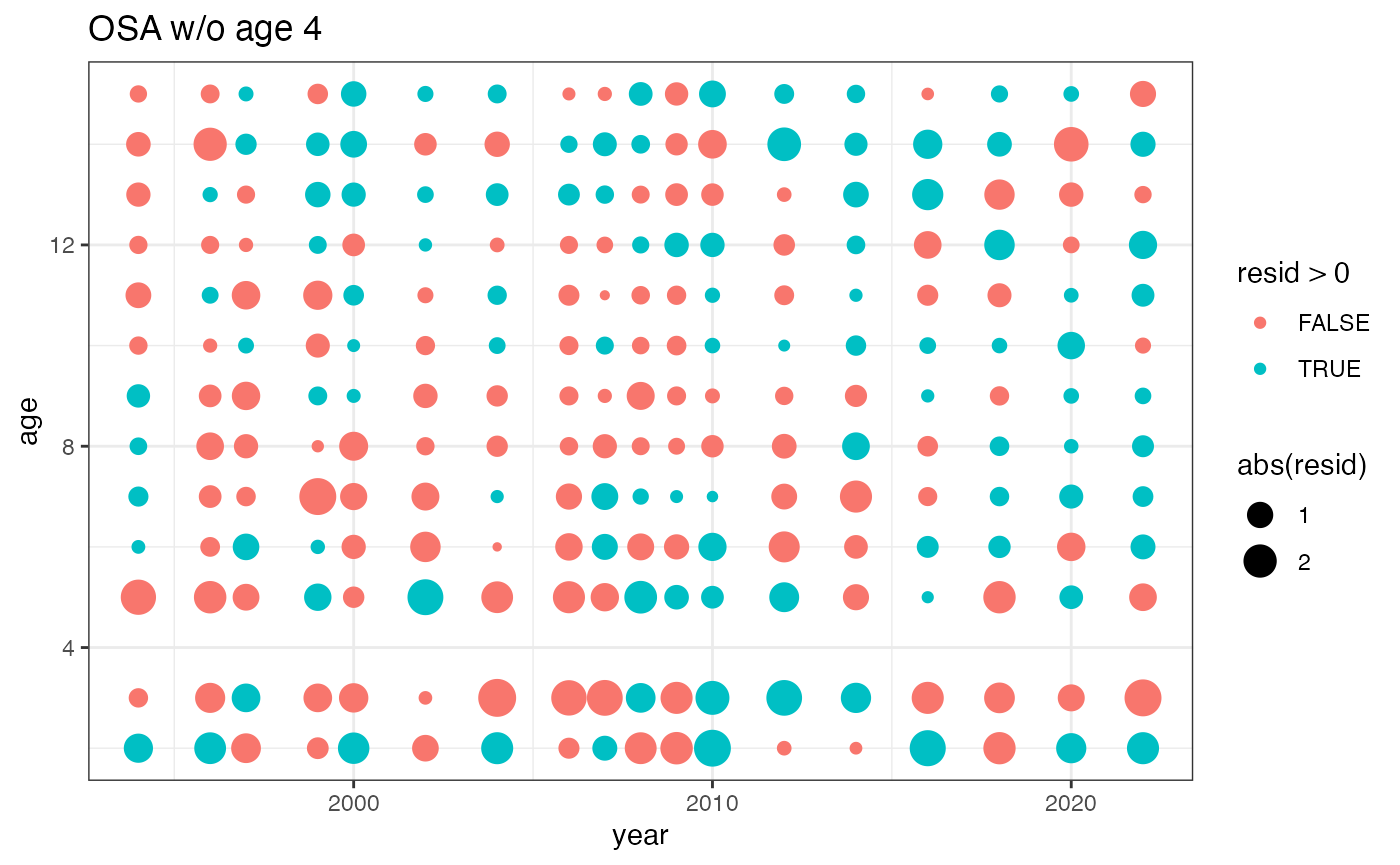 OSA w/o age 4
age
12
8
4
2000
2010
2020
year
resid > 0
FALSE
TRUE
abs(resid)
1
2